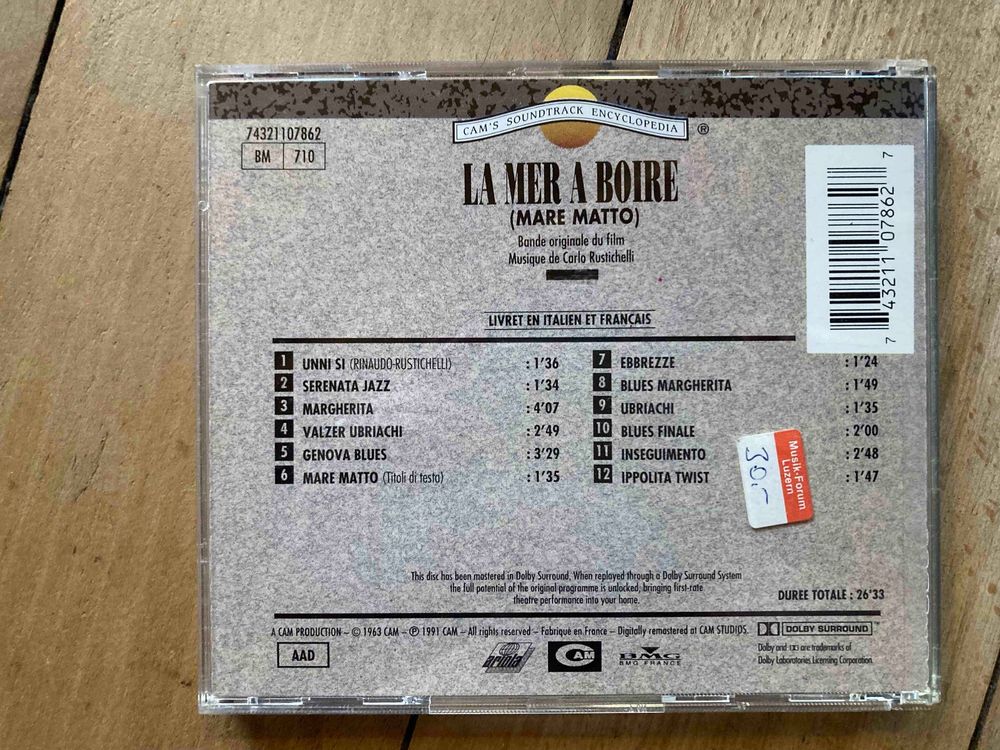 CAM'S SOUNDTRACK ENCYCLOPEDIA ®
74321107862
BM 710
LA MER A BOIRE
(MARE MATTO)
Bande originale du film
Musique de Carlo Rustichelli
7 43211 07862 7
LIVRET EN ITALIEN ET FRANÇAIS
1 UNNI SI (RINAUDO-RUSTICHELLI) : 1'36
2 SERENATA JAZZ : 1'34
3 MARGHERITA : 4'07
4 VALZER UBRIACHI : 2'49
5 GENOVA BLUES : 3'29
6 MARE MATTO (Titoli di testa) : 1'35
7 EBBREZZE : 1'24
8 BLUES MARGHERITA : 1'49
9 UBRIACHI : 1'35
10 BLUES FINALE : 2'00
11 INSEGUIMENTO : 2'48
12 IPPOLITA TWIST : 1'47
Musik-Forum
Luzern
30.-
This disc has been mastered in Dolby Surround, When replayed through a Dolby Surround System
the full potential of the original programme is unlocked, bringing first-rate
theatre performance into your home.
DUREE TOTALE : 26'33
A CAM PRODUCTION – © 1963 CAM – ℗ 1991 CAM – All rights reserved – Fabriqué en France – Digitally remastered at CAM STUDIOS.
DOLBY SURROUND
Dolby and are trademarks of
Dolby Laboratories Licensing Corporation.
AAD
ariola
CAM
BMG
BMG FRANCE